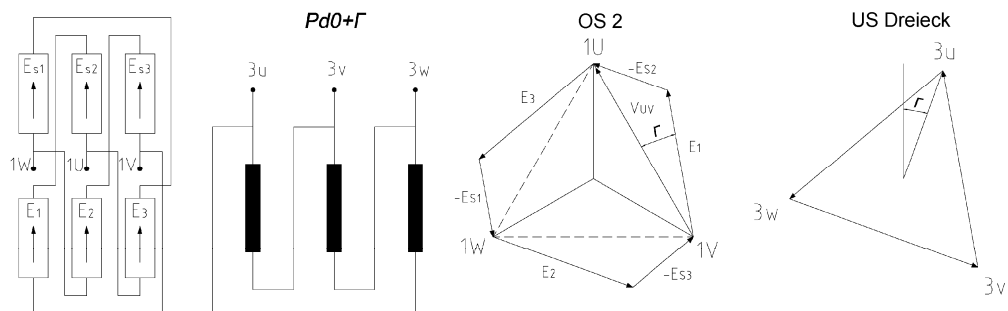 Pd0+Γ
OS 2
US Dreieck
Es1
Es2
Es3
1W
1U
1V
E1
E2
E3
3u
3v
3w
1U
-Es2
E3
Vuv
Γ
E1
-Es1
1W
1V
E2
-Es3
3u
Γ
3w
3v